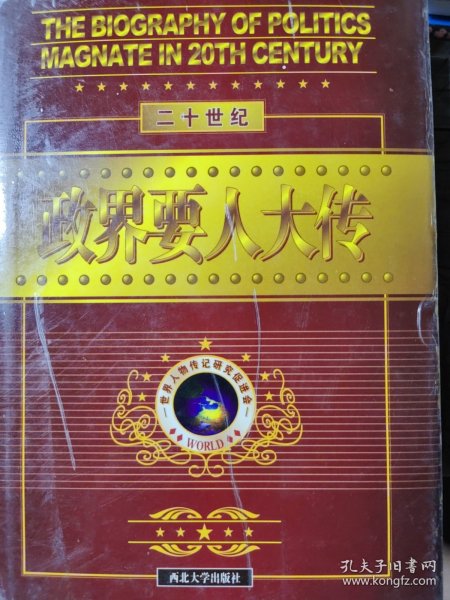 THE BIOGRAPHY OF POLITICS
MAGNATE IN 20TH CENTURY
二十世纪
政界要人大传
世界人物传记研究促进会
WORLD
西北大学出版社
孔夫子旧书网
www.kongfz.com